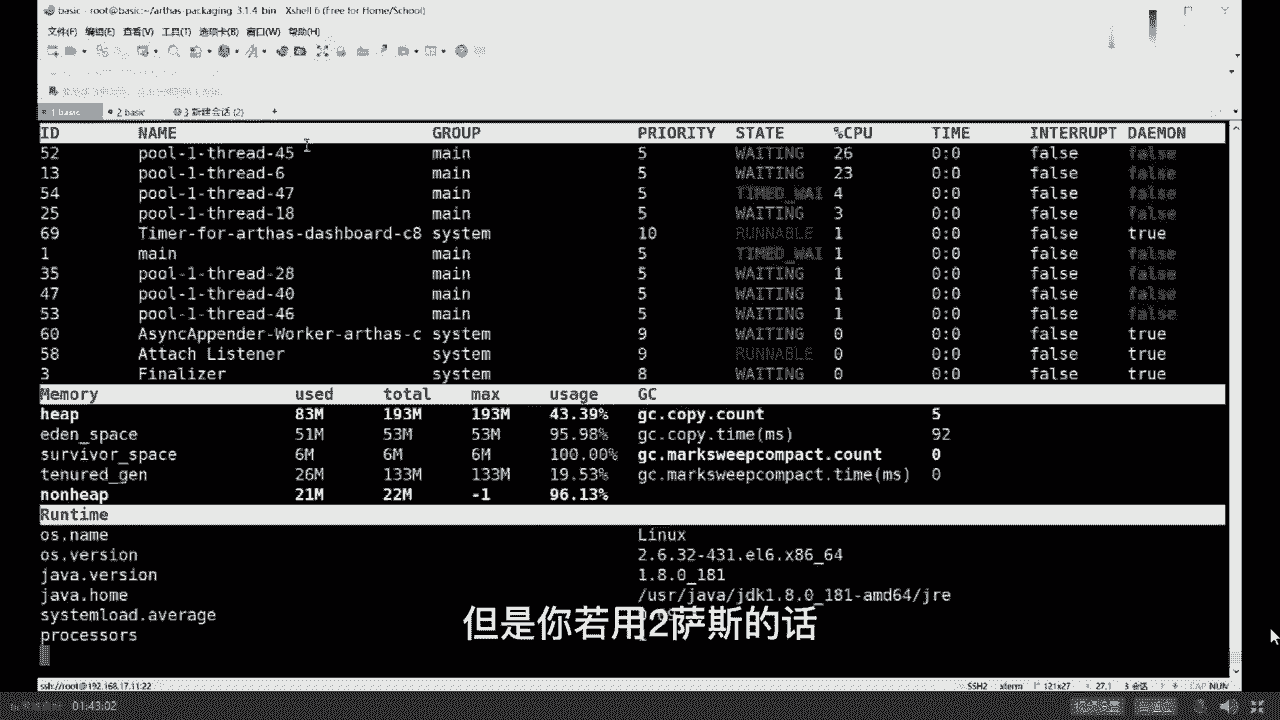 basic - root@basic:~/arthas-packaging-3.1.4-bin - Xshell 6 (Free for Home/School)
文件(F) 编辑(E) 查看(V) 工具(T) 选项卡(B) 窗口(W) 帮助(H)
1 basic 2 basic 3 新建会话 (2) +
ID NAME GROUP PRIORITY STATE %CPU TIME INTERRUPT DAEMON
52 pool-1-thread-45 main 5 WAITING 26 0:0 false false
13 pool-1-thread-6 main 5 WAITING 23 0:0 false false
54 pool-1-thread-47 main 5 TIMED_WAI 4 0:0 false false
25 pool-1-thread-18 main 5 WAITING 3 0:0 false false
69 Timer-for-arthas-dashboard-c8 system 10 RUNNABLE 1 0:0 false true
1 main main 5 TIMED_WAI 1 0:0 false false
35 pool-1-thread-28 main 5 WAITING 1 0:0 false false
47 pool-1-thread-40 main 5 WAITING 1 0:0 false false
53 pool-1-thread-46 main 5 WAITING 1 0:0 false false
60 AsyncAppender-Worker-arthas-c system 9 WAITING 0 0:0 false true
58 Attach Listener system 9 RUNNABLE 0 0:0 false true
3 Finalizer system 8 WAITING 0 0:0 false true
Memory used total max usage GC
heap 83M 193M 193M 43.39% gc.copy.count 5
eden_space 51M 53M 53M 95.98% gc.copy.time(ms) 92
survivor_space 6M 6M 6M 100.00% gc.marksweepcompact.count 0
tenured_gen 26M 133M 133M 19.53% gc.marksweepcompact.time(ms) 0
nonheap 21M 22M -1 96.13%
Runtime
os.name Linux
os.version 2.6.32-431.el6.x86_64
java.version 1.8.0_181
java.home /usr/java/jdk1.8.0_181-amd64/jre
systemload.average
processors
但是你若用2萨斯的话
ssh://root@192.168.17.11:22 SSH2 xterm 121x27 27,1 3 会话 CAP NUM
01:43:02